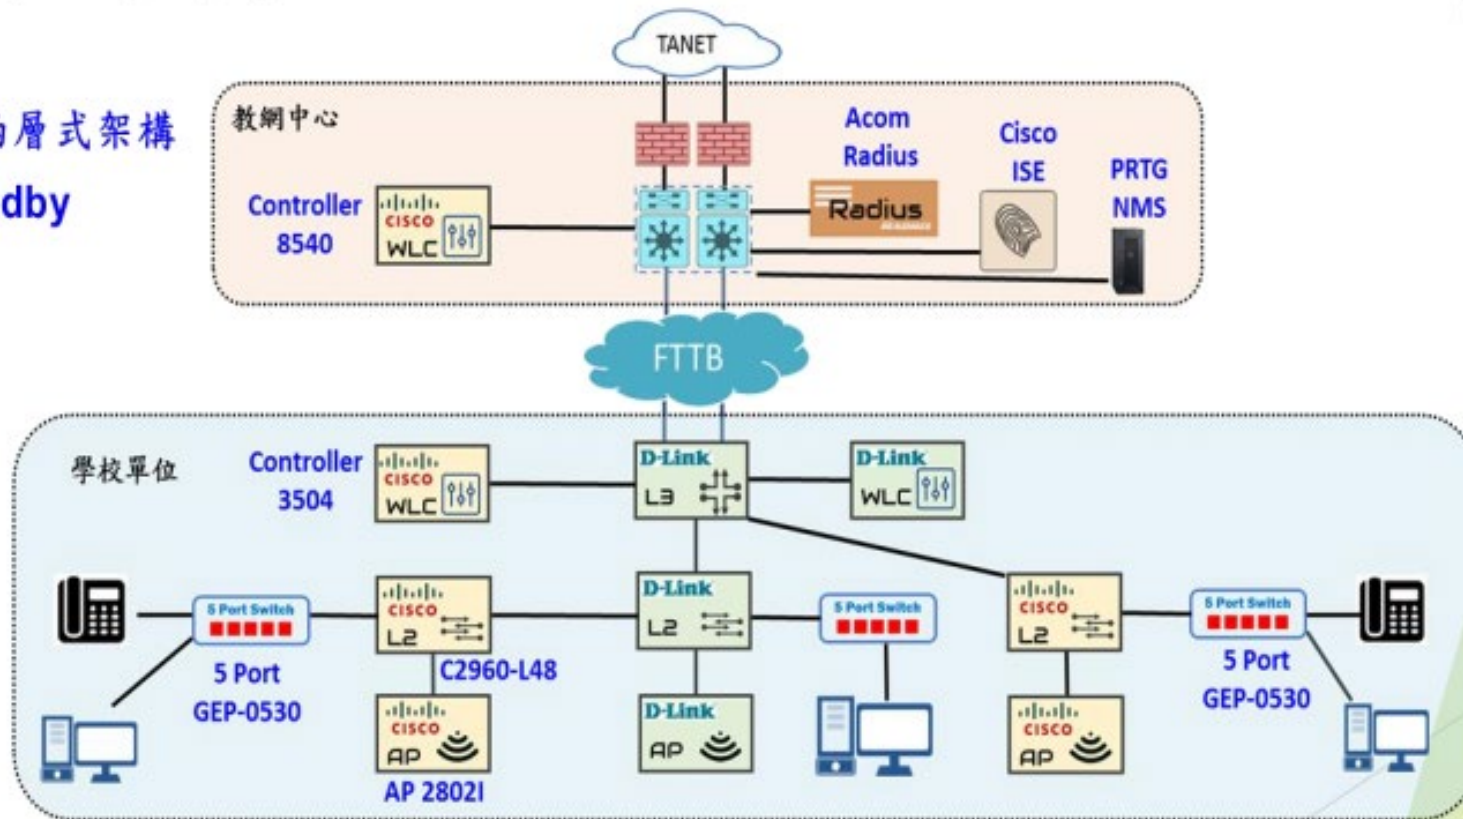 TANET
教網中心
層式架構
dby
Controller
8540
CISCO
WLC
Acom
Radius
Radius
Cisco
ISE
PRTG
NMS
FTTB
學校單位
Controller
3504
CISCO
WLC
D-Link
L3
D-Link
WLC
5 Port Switch
5 Port
GEP-0530
CISCO
L2
C2960-L48
D-Link
L2
5 Port Switch
CISCO
L2
5 Port Switch
5 Port
GEP-0530
CISCO
AP
AP 2802I
D-Link
AP
CISCO
AP